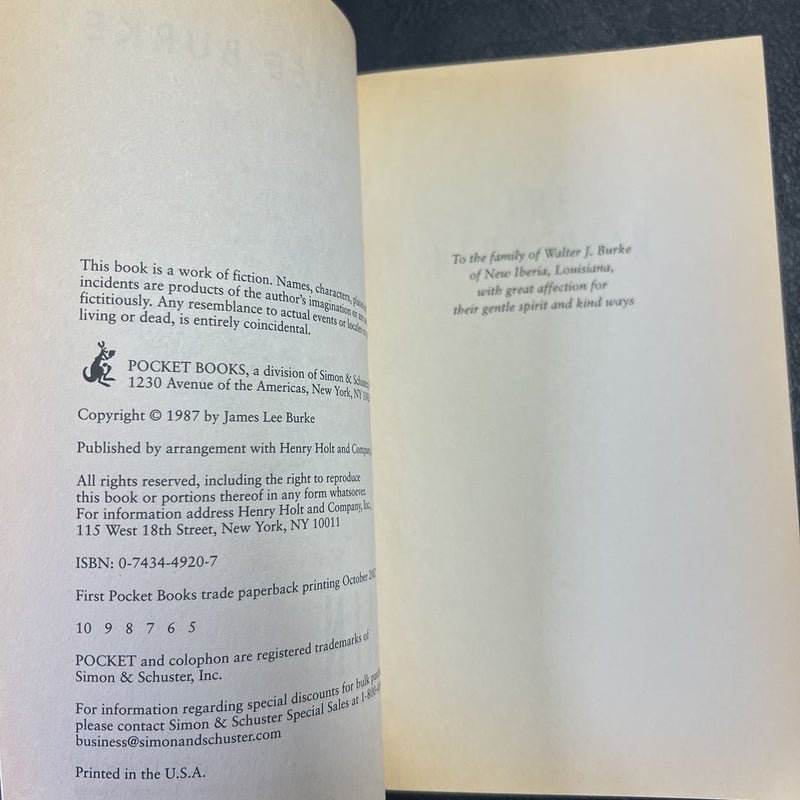 This book is a work of fiction. Names, characters,
incidents are products of the author's imagination or
fictitiously. Any resemblance to actual events or locales
living or dead, is entirely coincidental.
POCKET BOOKS, a division of Simon &
1230 Avenue of the Americas, New York, NY
Copyright © 1987 by James Lee Burke
Published by arrangement with Henry Holt and
All rights reserved, including the right to reproduce
this book or portions thereof in any form whatsoever.
For information address Henry Holt and Company, Inc.,
115 West 18th Street, New York, NY 10011
ISBN: 0-7434-4920-7
First Pocket Books trade paperback printing October
10 9 8 7 6 5
POCKET and colophon are registered trademarks of
Simon & Schuster, Inc.
For information regarding special discounts for bulk
please contact Simon & Schuster Special Sales at
business@simonandschuster.com
Printed in the U.S.A.
To the family of Walter J. Burke
of New Iberia, Louisiana,
with great affection for
their gentle spirit and kind ways